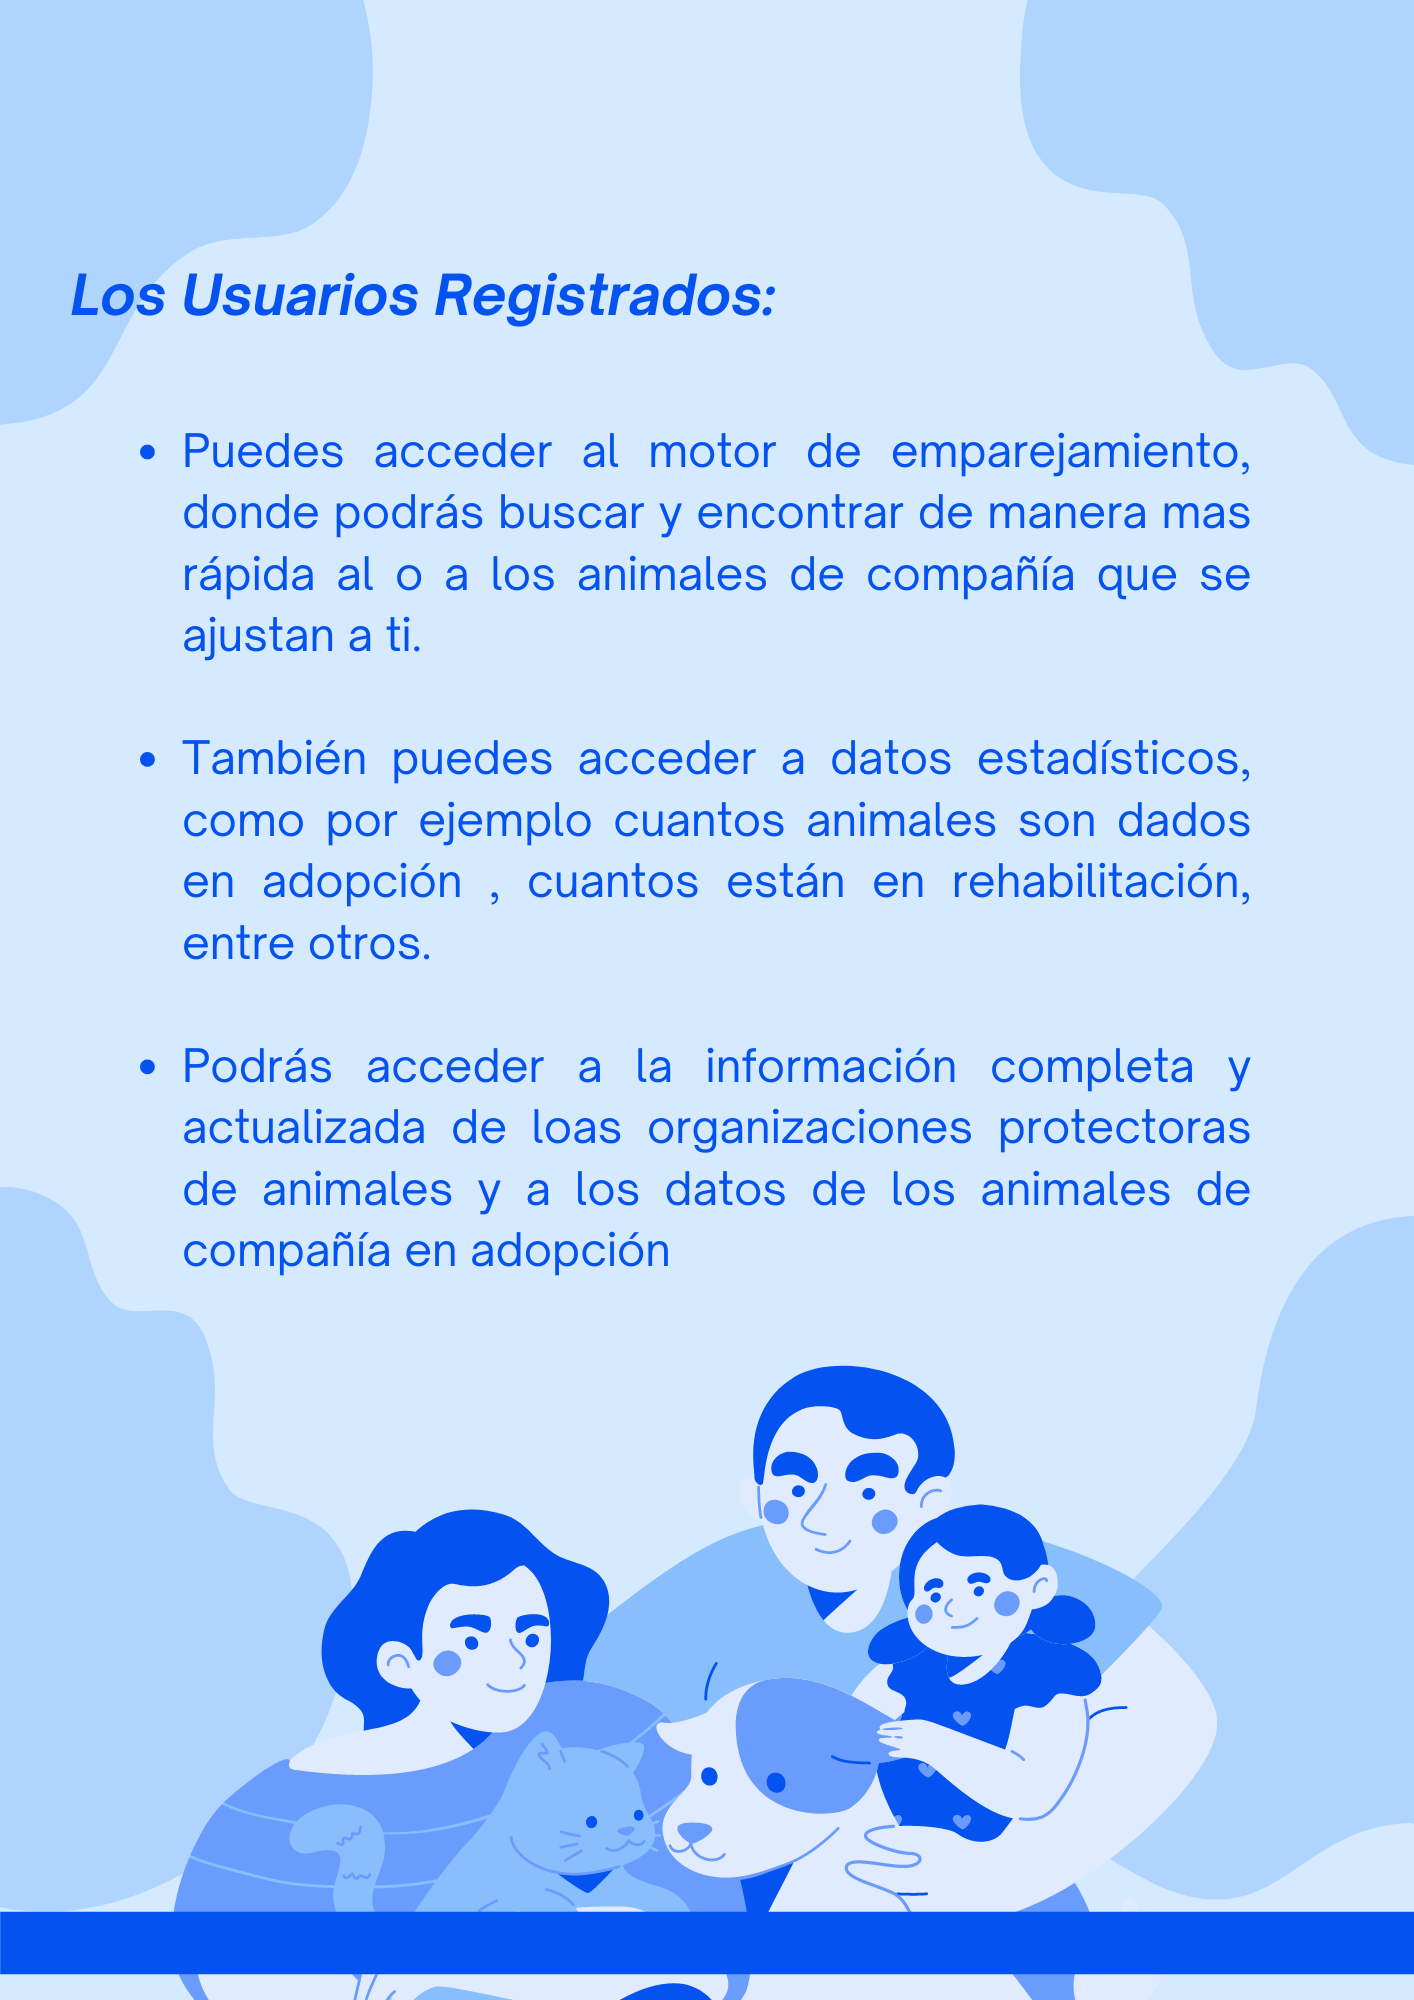 Los Usuarios Registrados:
• Puedes acceder al motor de emparejamiento,
donde podrás buscar y encontrar de manera mas
rápida al o a los animales de compañía que se
ajustan a ti.
• También puedes acceder a datos estadísticos,
como por ejemplo cuantos animales son dados
en adopción , cuantos están en rehabilitación,
entre otros.
• Podrás acceder a la información completa y
actualizada de loas organizaciones protectoras
de animales y a los datos de los animales de
compañía en adopción